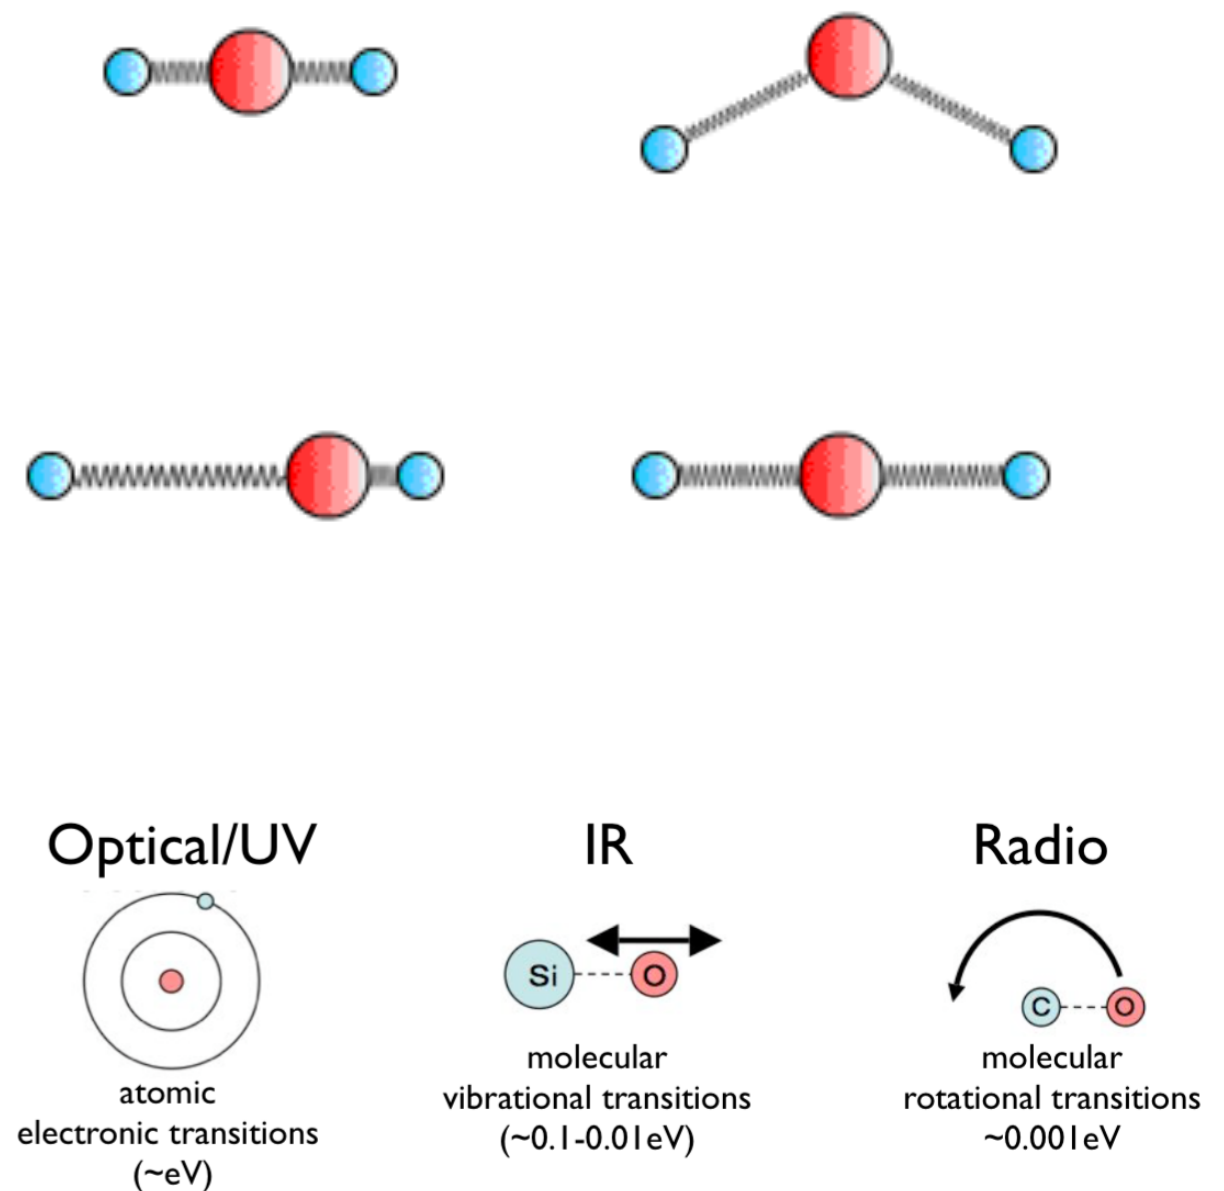 Optical/UV
atomic
electronic transitions
(~eV)
IR
Si
O
molecular
vibrational transitions
(~0.1-0.01eV)
Radio
C
O
molecular
rotational transitions
~0.001eV